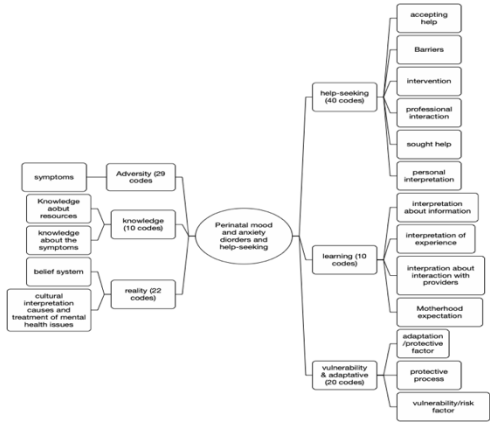 accepting
help
Barriers
intervention
help-seeking
(40 codes)
professional
interaction
sought help
personal
interpretation
symptoms
Adversity (29
codes
Knowledge
aobut
resources
knowledge
(10 codes)
knowledge
about the
symptoms
Perinatal mood
and anxiety
diorders and
help-seeking
belief system
reality (22
codes)
cultural
interpretation
causes and
treatment of mental
health issues
interpretation
about information
interpretation of
experience
learning (10
codes)
interpration about
interaction with
providers
Motherhood
expectation
adaptation
/protective
factor
vulnerability
& adaptative
(20 codes)
protective
process
vulnerability/risk
factor